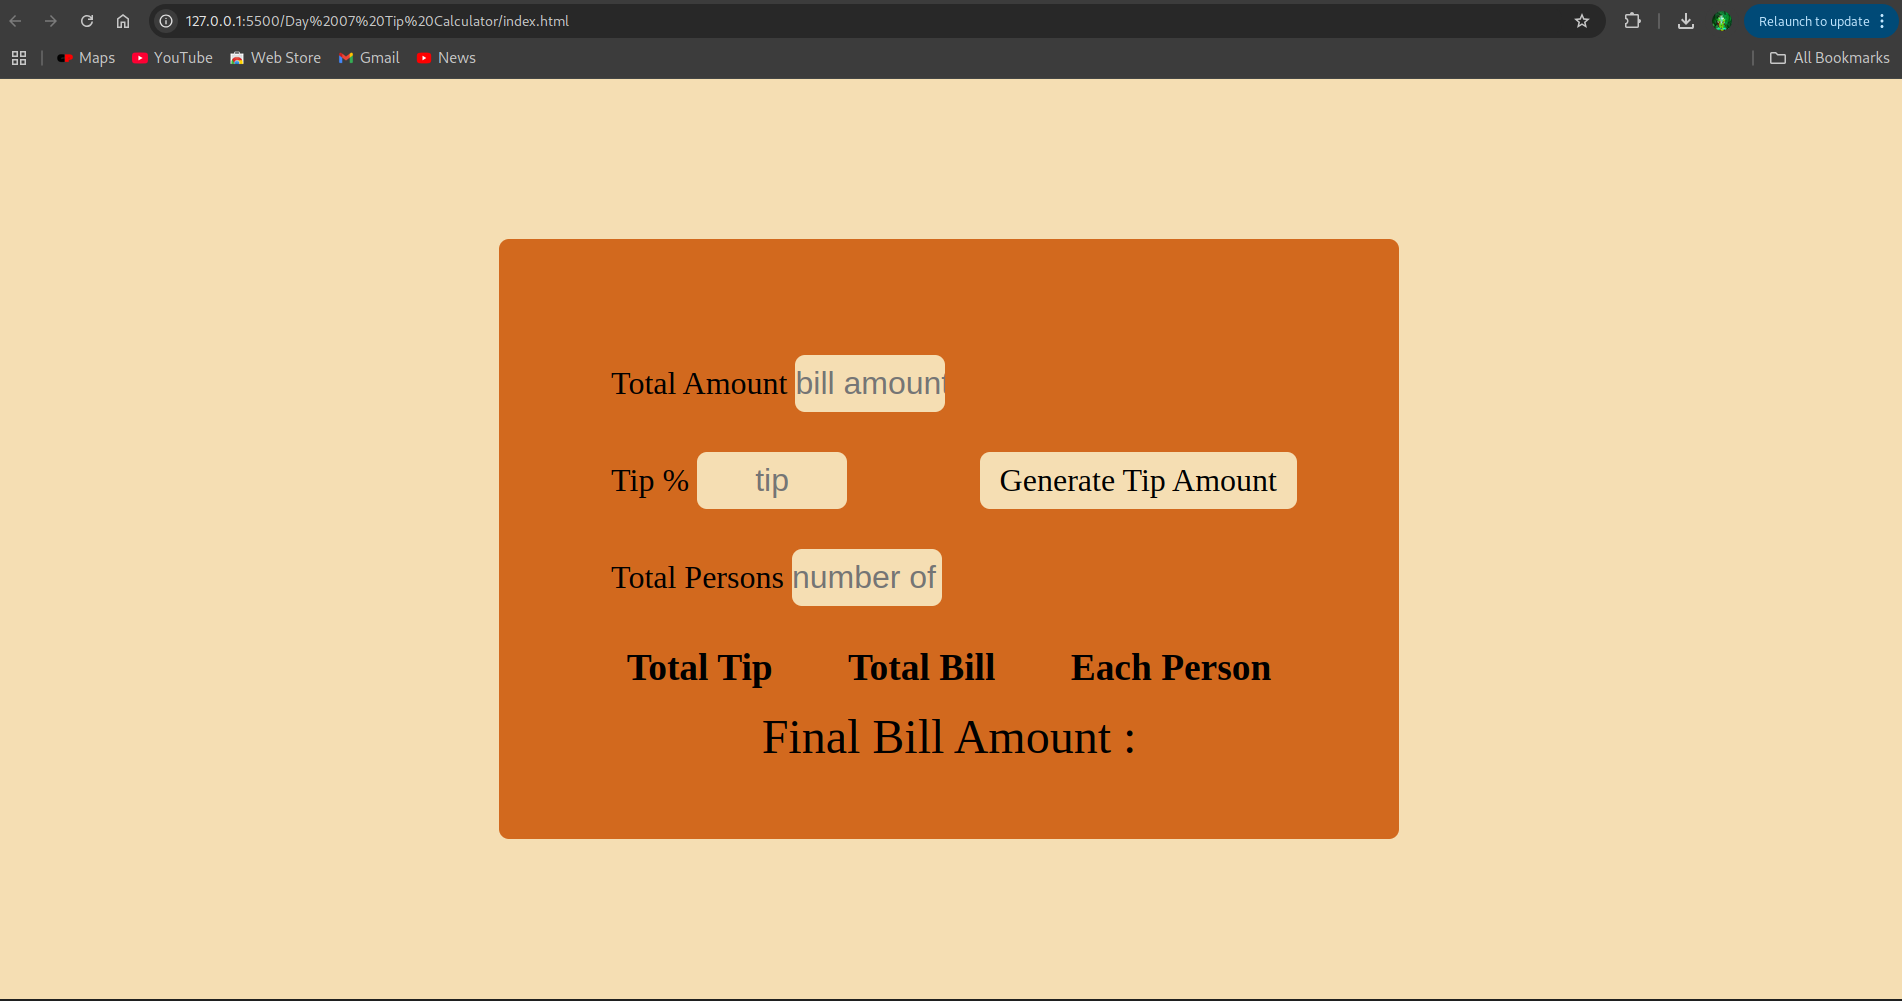 127.0.0.1:5500/Day%2007%20Tip%20Calculator/index.html
Relaunch to update
Maps
YouTube
Web Store
Gmail
News
All Bookmarks
Total Amount bill amount
Tip % tip Generate Tip Amount
Total Persons number of
Total Tip Total Bill Each Person
Final Bill Amount :